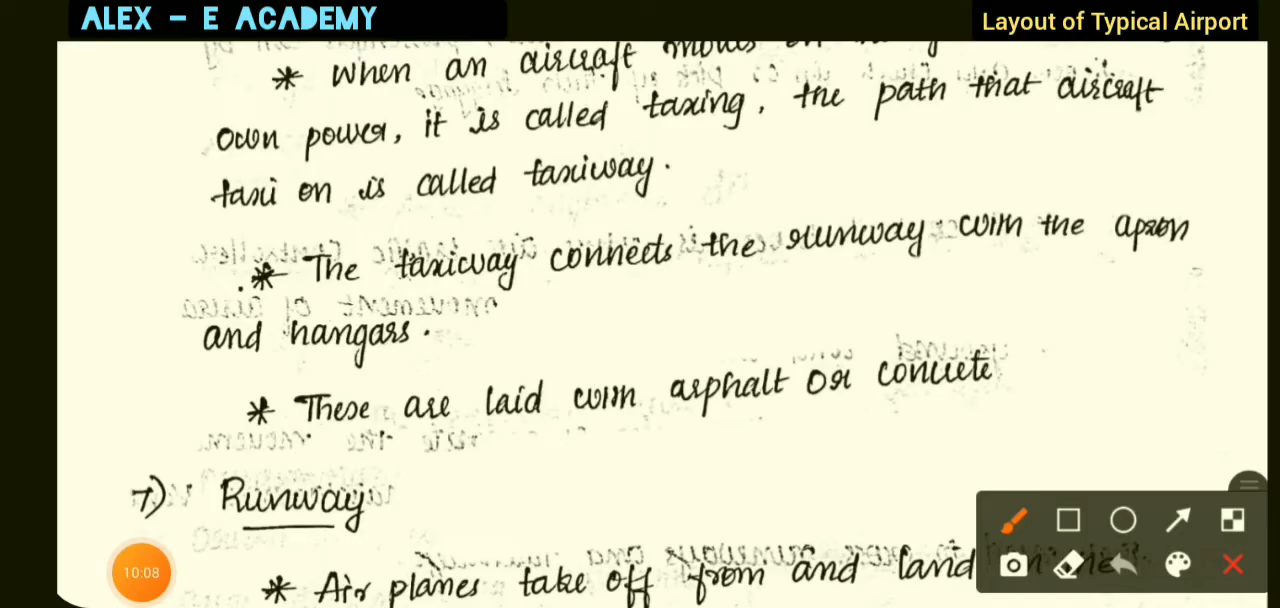 ALEX – E ACADEMY
Layout of Typical Airport
* When an aircraft moves on
own power, it is called taxing, the path that aircraft
taxi on is called taxiway.
* The taxiway connects the runway with the apron
and hangars.
* These are laid with asphalt or concrete
7) Runway
* Air planes take off from and land
10:08